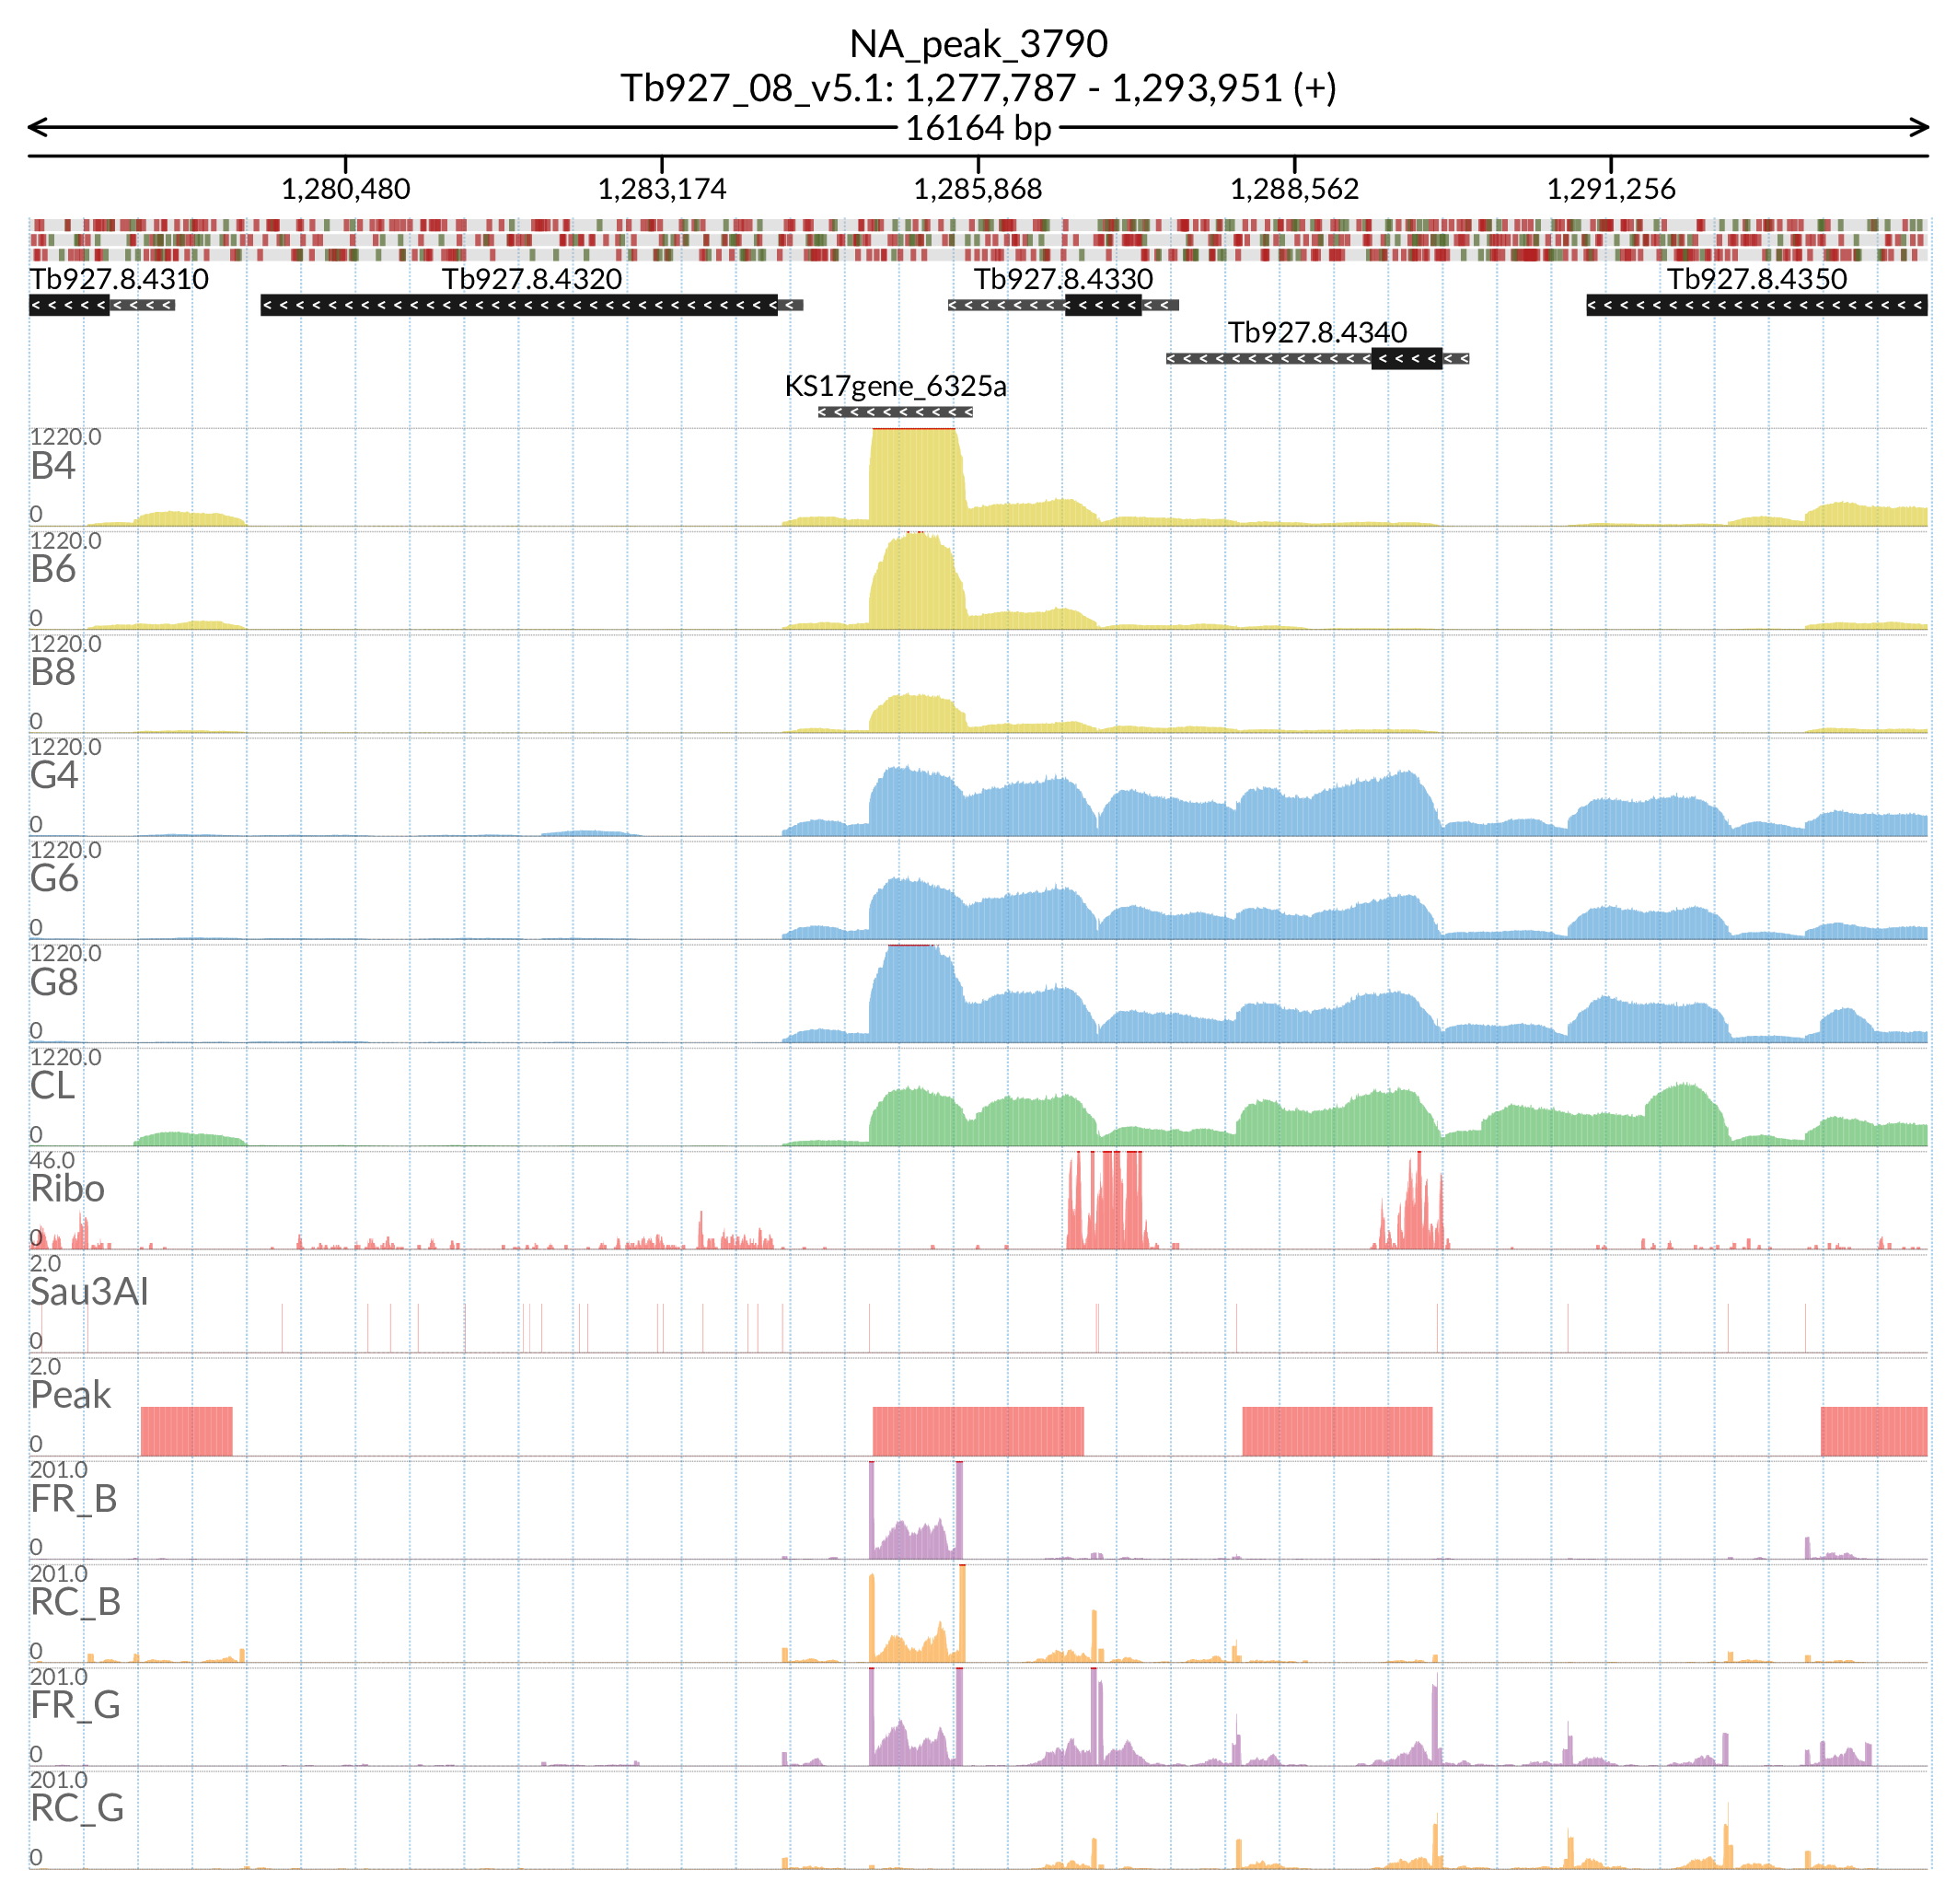 NA_peak_3790
Tb927_08_v5.1: 1,277,787 - 1,293,951 (+)
16164 bp
1,280,480 1,283,174 1,285,868 1,288,562 1,291,256
Tb927.8.4310 Tb927.8.4320 Tb927.8.4330 Tb927.8.4350
Tb927.8.4340
KS17gene_6325a
1220.0
B4
0
1220.0
B6
0
1220.0
B8
0
1220.0
G4
0
1220.0
G6
0
1220.0
G8
0
1220.0
CL
0
46.0
Ribo
0
2.0
Sau3AI
0
2.0
Peak
0
201.0
FR_B
0
201.0
RC_B
0
201.0
FR_G
0
201.0
RC_G
0